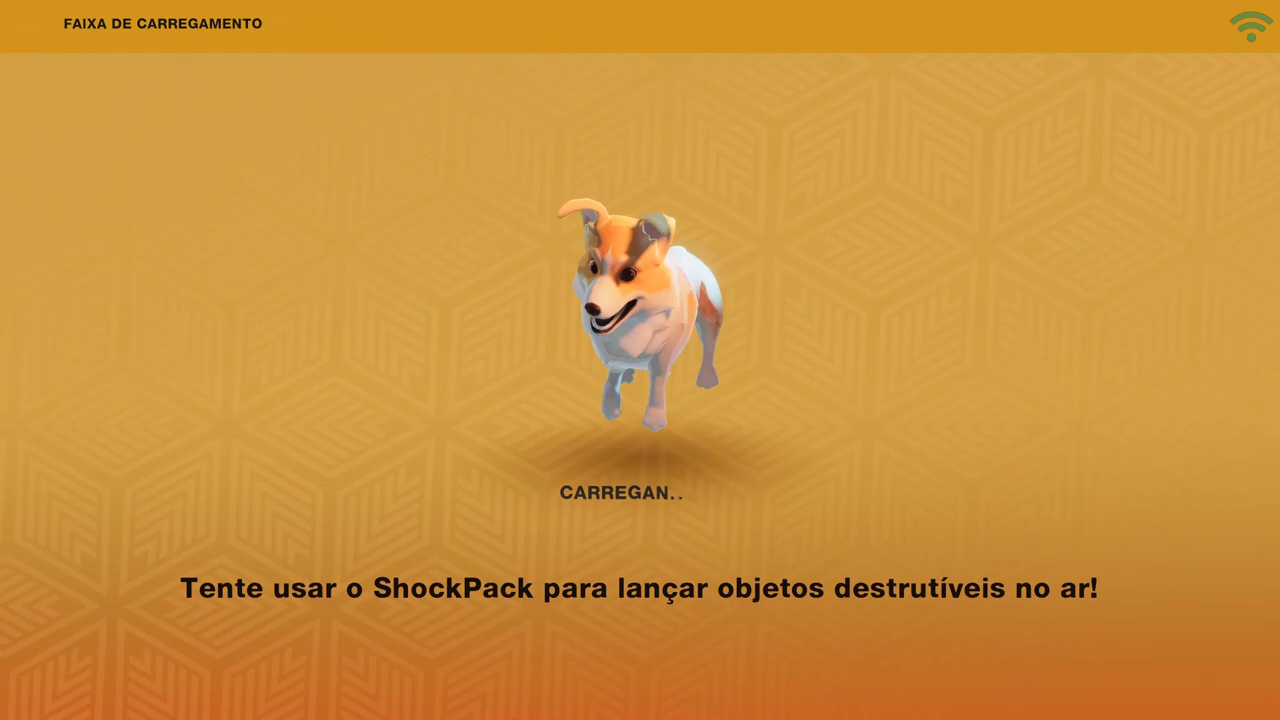 FAIXA DE CARREGAMENTO
CARREGAN..
Tente usar o ShockPack para lançar objetos destrutíveis no ar!